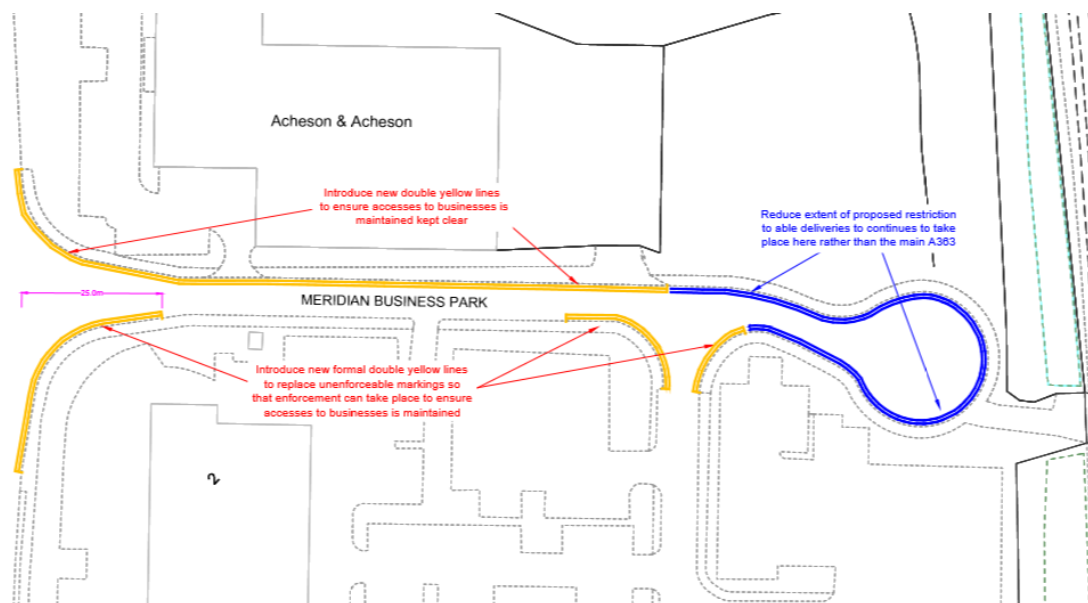 Acheson & Acheson
Introduce new double yellow lines
to ensure accesses to businesses is
maintained kept clear
Reduce extent of proposed restriction
to able deliveries to continues to take
place here rather than the main A363
25.0m
MERIDIAN BUSINESS PARK
Introduce new formal double yellow lines
to replace unenforceable markings so
that enforcement can take place to ensure
accesses to businesses is maintained
2